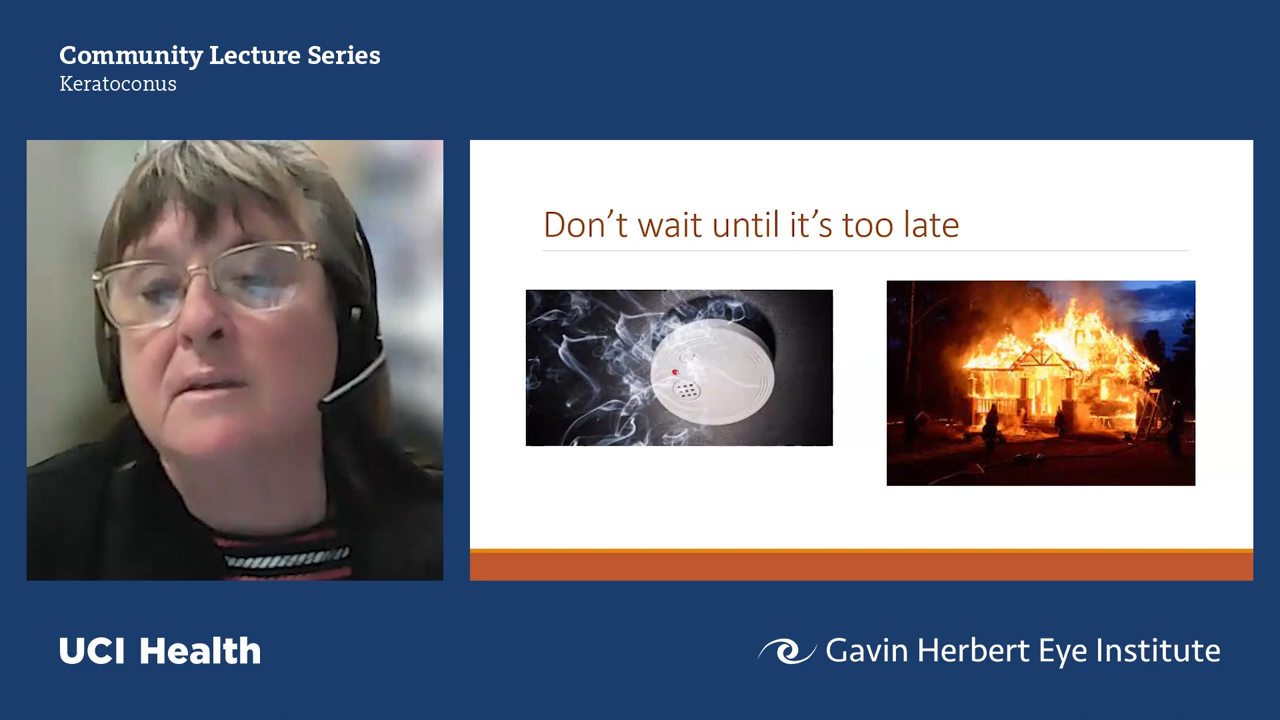 Community Lecture Series
Keratoconus
Don’t wait until it’s too late
UCI Health
Gavin Herbert Eye Institute